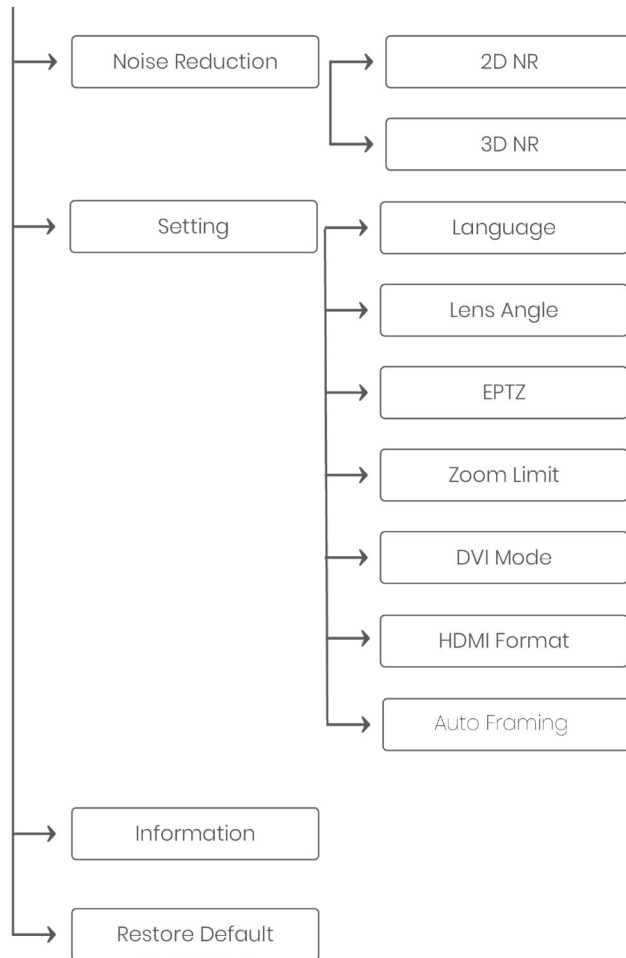 Noise Reduction
2D NR
3D NR
Setting
Language
Lens Angle
EPTZ
Zoom Limit
DVI Mode
HDMI Format
Auto Framing
Information
Restore Default